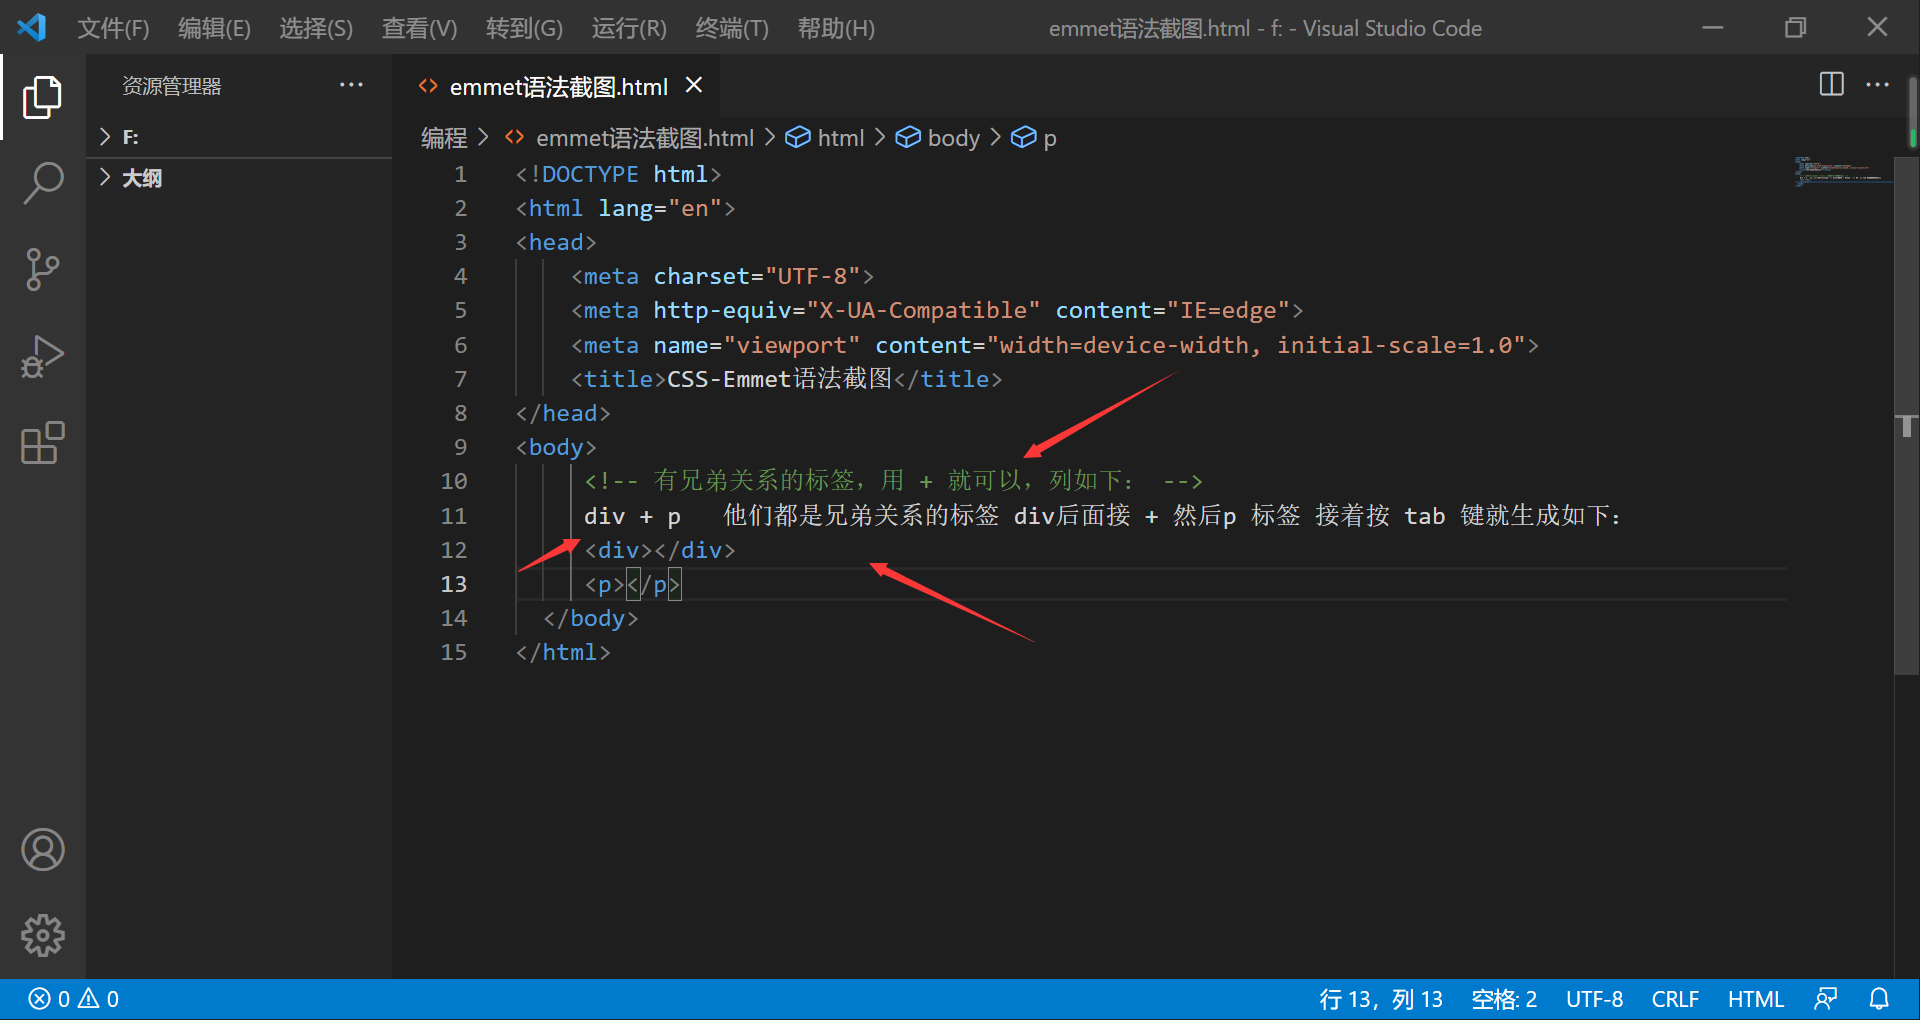 文件(F) 编辑(E) 选择(S) 查看(V) 转到(G) 运行(R) 终端(T) 帮助(H) emmet语法截图.html - f: - Visual Studio Code
资源管理器
F:
大纲
emmet语法截图.html
编程 > emmet语法截图.html > html > body > p
1 <!DOCTYPE html>
2 <html lang="en">
3 <head>
4 <meta charset="UTF-8">
5 <meta http-equiv="X-UA-Compatible" content="IE=edge">
6 <meta name="viewport" content="width=device-width, initial-scale=1.0">
7 <title>CSS-Emmet语法截图</title>
8 </head>
9 <body>
10 <!-- 有兄弟关系的标签，用 + 就可以，列如下： -->
11 div + p 他们都是兄弟关系的标签 div后面接 + 然后p 标签 接着按 tab 键就生成如下：
12 <div></div>
13 <p></p>
14 </body>
15 </html>
0 0 行 13，列 13 空格: 2 UTF-8 CRLF HTML